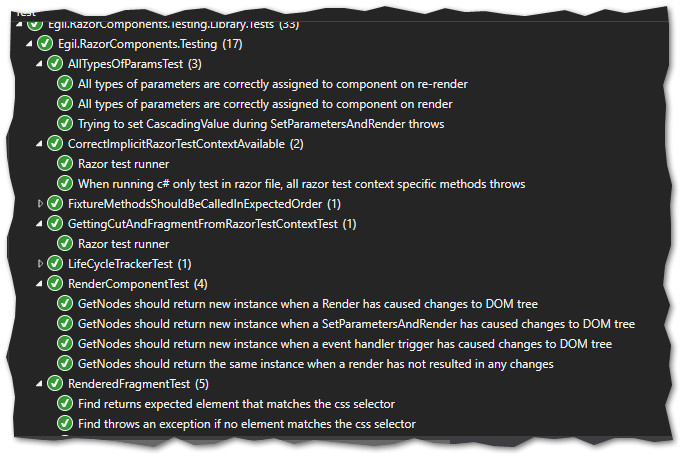 Test
Egil.RazorComponents.Testing.Library.Tests (33)
Egil.RazorComponents.Testing (17)
AllTypesOfParamsTest (3)
All types of parameters are correctly assigned to component on re-render
All types of parameters are correctly assigned to component on render
Trying to set CascadingValue during SetParametersAndRender throws
CorrectImplicitRazorTestContextAvailable (2)
Razor test runner
When running c# only test in razor file, all razor test context specific methods throws
FixtureMethodsShouldBeCalledInExpectedOrder (1)
GettingCutAndFragmentFromRazorTestContextTest (1)
Razor test runner
LifeCycleTrackerTest (1)
RenderComponentTest (4)
GetNodes should return new instance when a Render has caused changes to DOM tree
GetNodes should return new instance when a SetParametersAndRender has caused changes to DOM tree
GetNodes should return new instance when a event handler trigger has caused changes to DOM tree
GetNodes should return the same instance when a render has not resulted in any changes
RenderedFragmentTest (5)
Find returns expected element that matches the css selector
Find throws an exception if no element matches the css selector